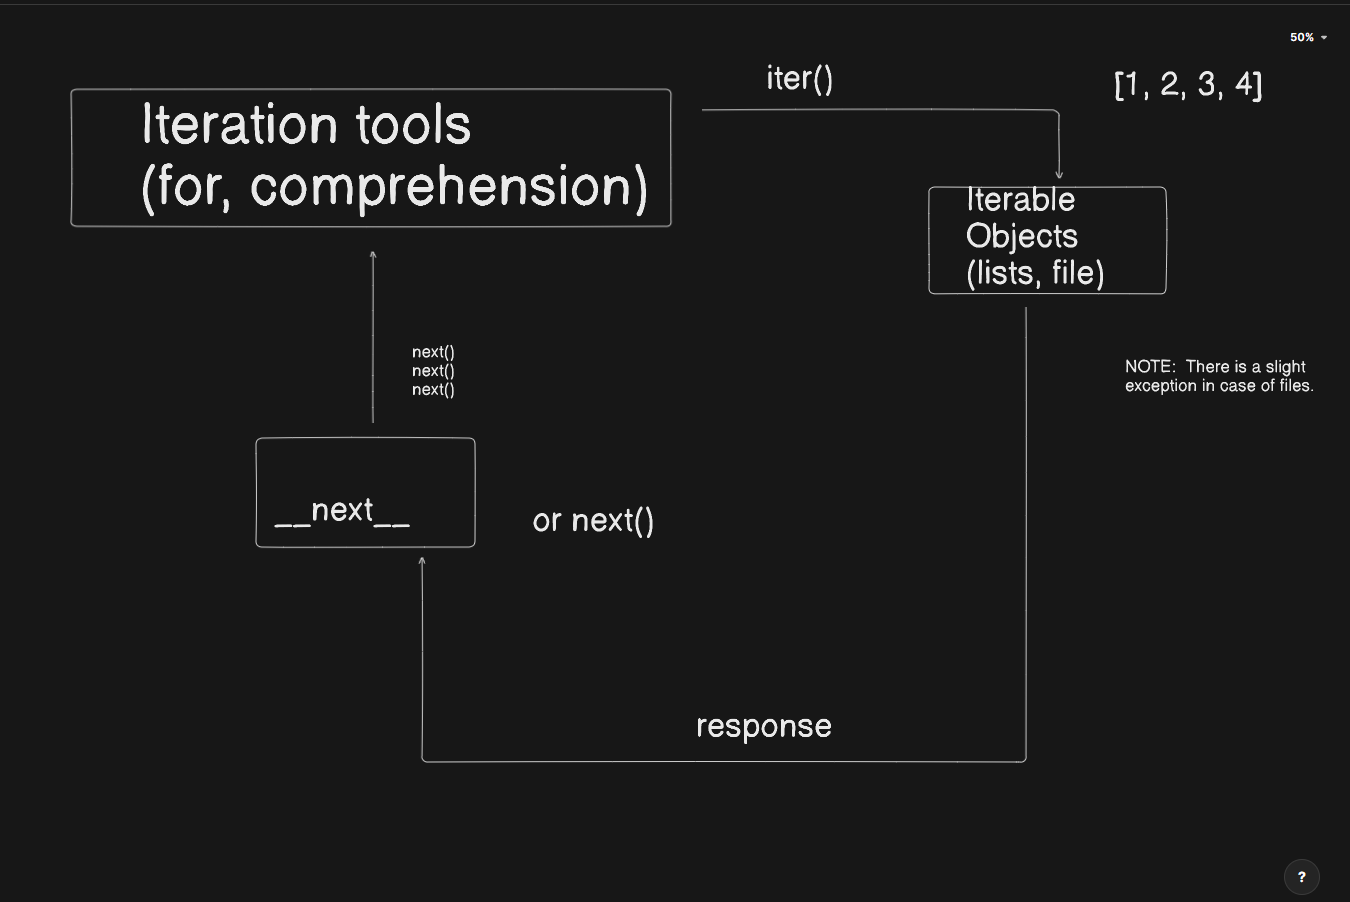 50%
iter()
[1, 2, 3, 4]
Iteration tools
(for, comprehension)
Iterable
Objects
(lists, file)
next()
next()
next()
NOTE:  There is a slight
exception in case of files.
__next__
or next()
response
?